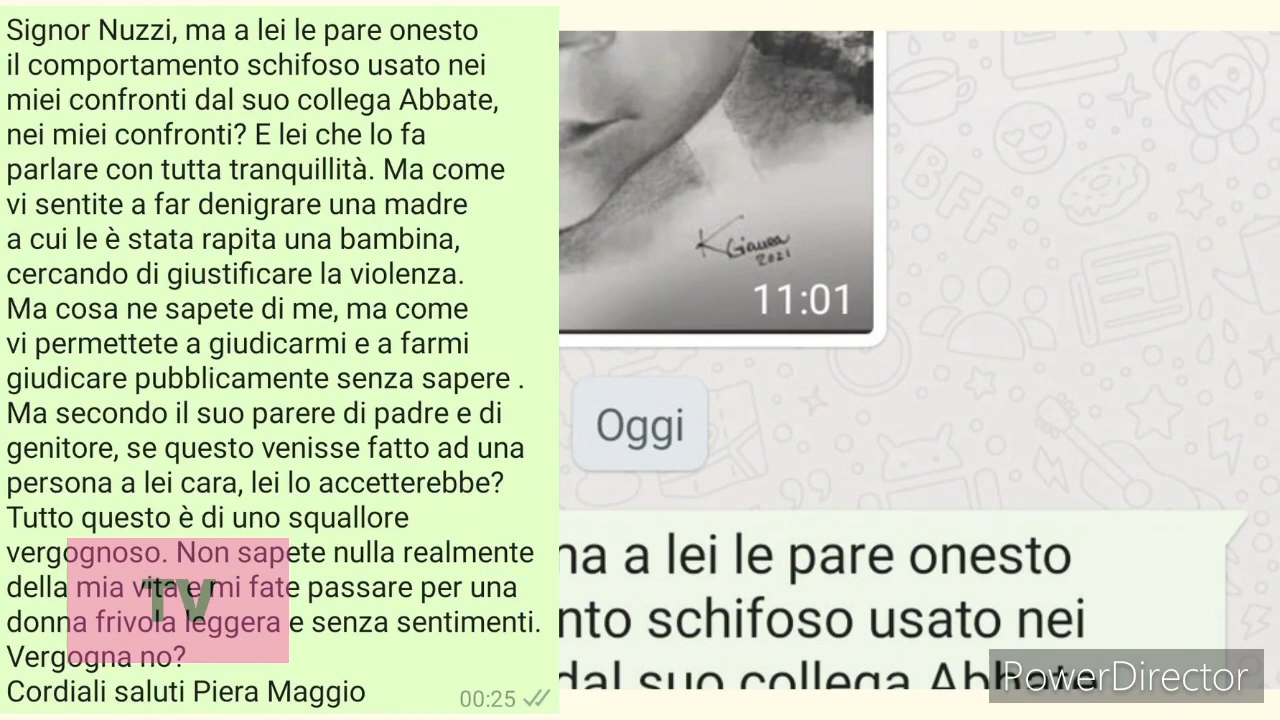 Signor Nuzzi, ma a lei le pare onesto
il comportamento schifoso usato nei
miei confronti dal suo collega Abbate,
nei miei confronti? E lei che lo fa
parlare con tutta tranquillità. Ma come
vi sentite a far denigrare una madre
a cui le è stata rapita una bambina,
cercando di giustificare la violenza.
Ma cosa ne sapete di me, ma come
vi permettete a giudicarmi e a farmi
giudicare pubblicamente senza sapere .
Ma secondo il suo parere di padre e di
genitore, se questo venisse fatto ad una
persona a lei cara, lei lo accetterebbe?
Tutto questo è di uno squallore
vergognoso. Non sapete nulla realmente
della mia vita e mi fate passare per una
donna frivola leggera e senza sentimenti.
Vergogna no?
Cordiali saluti Piera Maggio
00:25
TV
2021
11:01
BFF
Oggi
na a lei le pare onesto
nto schifoso usato nei
dal suo collega Abbate
PowerDirector